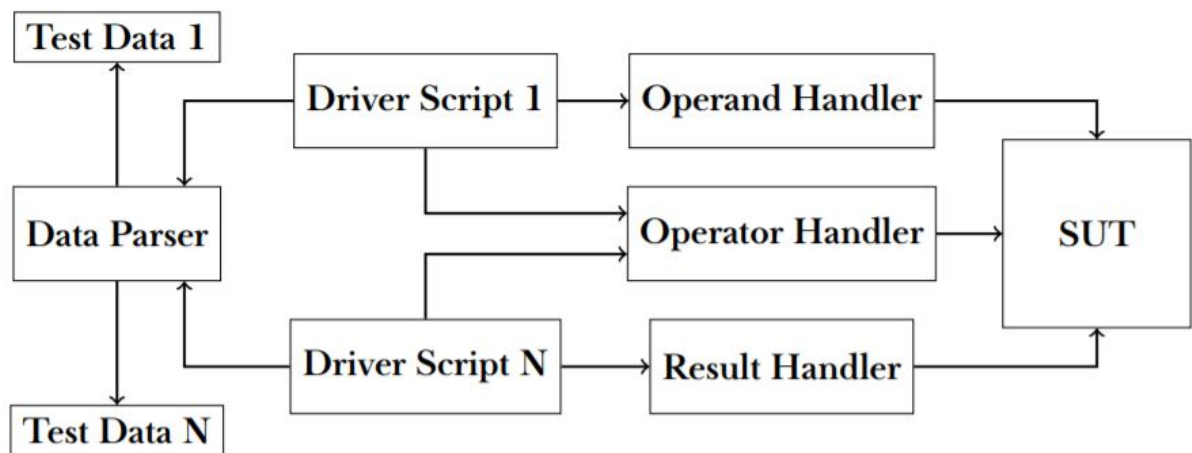 Test Data 1
Driver Script 1
Operand Handler
Data Parser
Operator Handler
SUT
Driver Script N
Result Handler
Test Data N